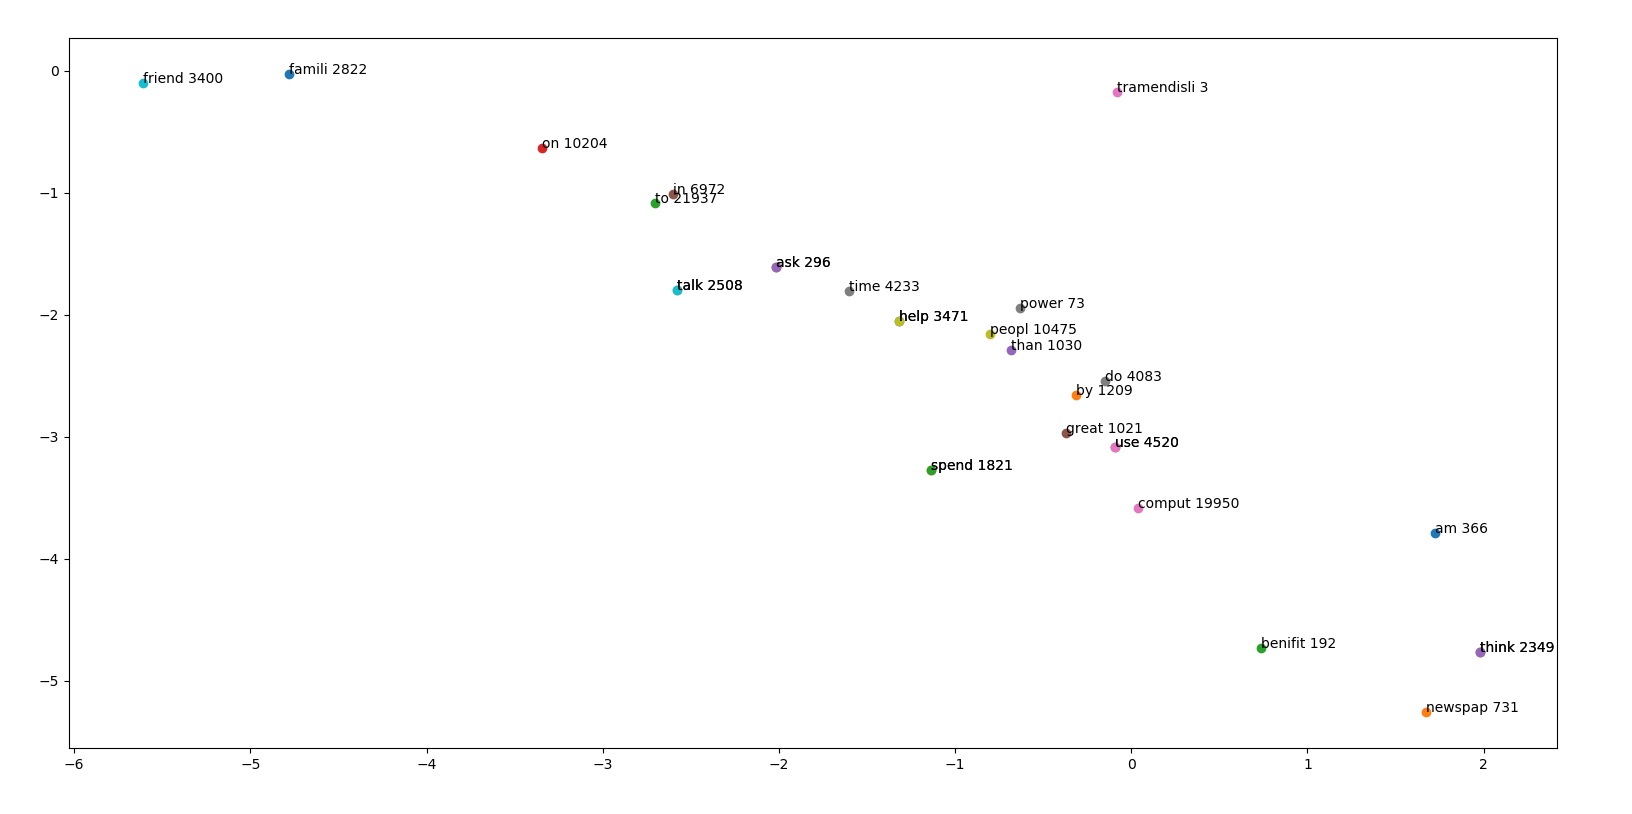 0
friend 3400
famili 2822
tramendisli 3
on 10204
−1
in 6972
to 21937
ask 296
talk 2508
time 4233
−2
help 3471
power 73
peopl 10475
than 1030
do 4083
by 1209
−3
great 1021
use 4520
spend 1821
comput 19950
−4
am 366
benifit 192
think 2349
−5
newspap 731
−6 −5 −4 −3 −2 −1 0 1 2